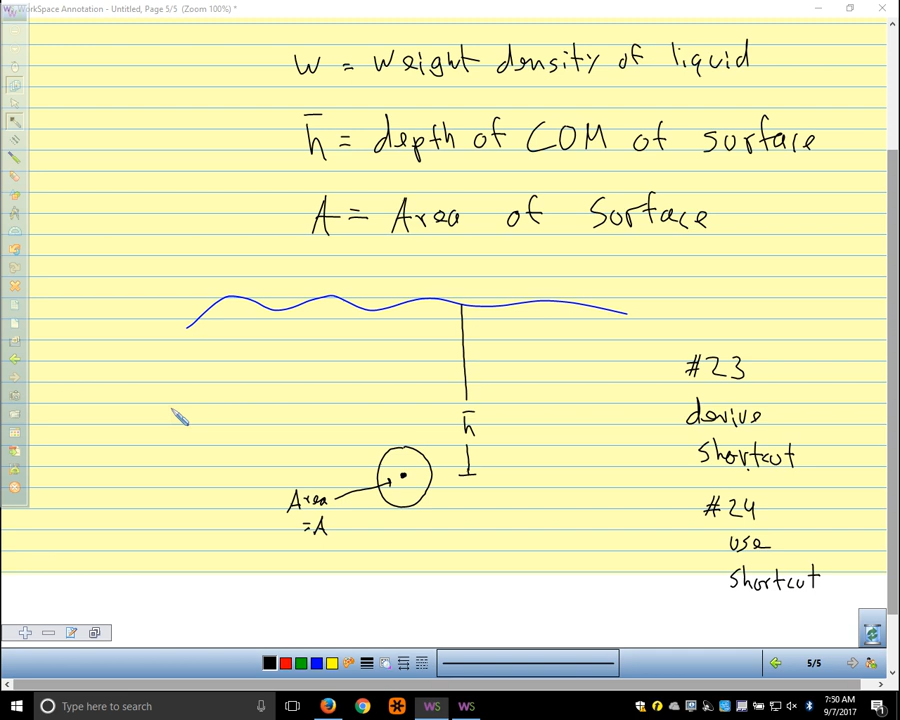 WorkSpace Annotation - Untitled, Page 5/5 (Zoom 100%) *
w = weight density of liquid
h̄ = depth of COM of surface
A = Area of Surface
h̄
Area
= A
#23
derive
shortcut
#24
use
shortcut
5/5
Type here to search
WS
WS
7:50 AM
9/7/2017